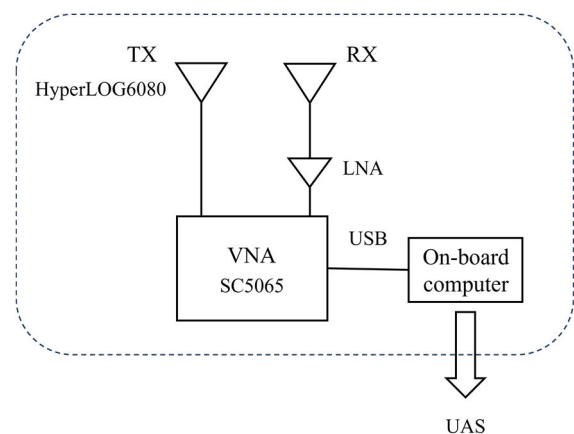 TX
RX
HyperLOG6080
LNA
VNA
SC5065
USB
On-board
computer
UAS